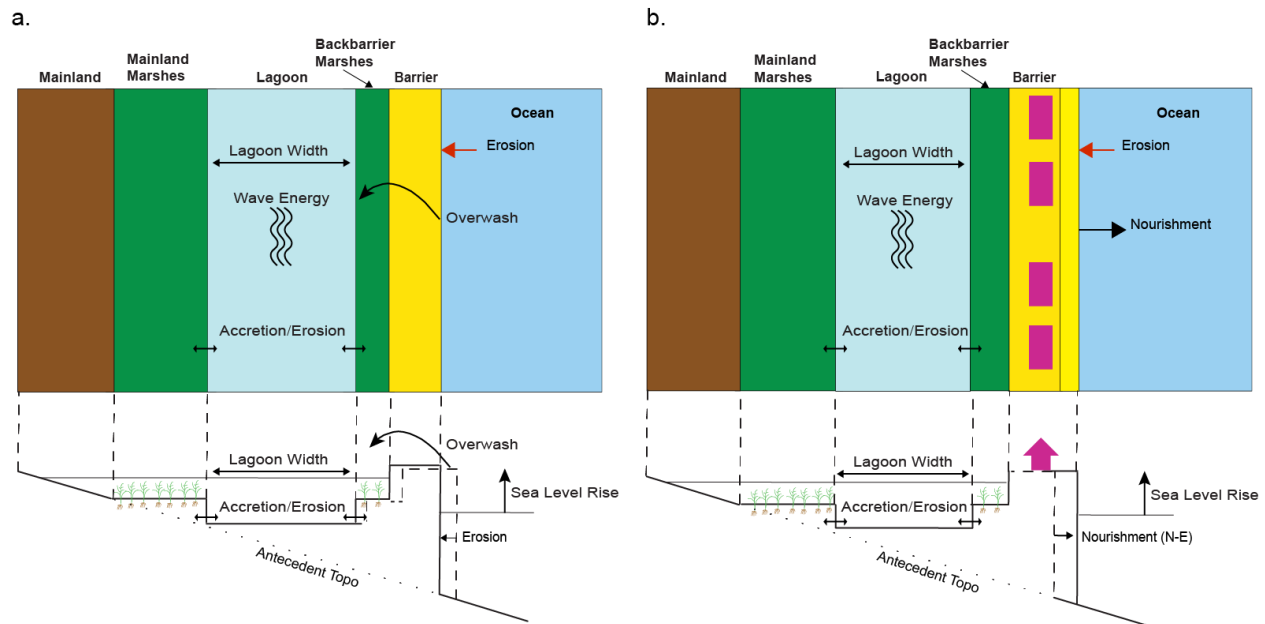 a.
Mainland
Mainland
Marshes
Lagoon
Backbarrier
Marshes
Barrier
Ocean
Erosion
Lagoon Width
Wave Energy
Overwash
Accretion/Erosion
Overwash
Lagoon Width
Sea Level Rise
Accretion/Erosion
Erosion
Antecedent Topo
b.
Mainland
Mainland
Marshes
Lagoon
Backbarrier
Marshes
Barrier
Ocean
Erosion
Lagoon Width
Wave Energy
Nourishment
Accretion/Erosion
Lagoon Width
Sea Level Rise
Accretion/Erosion
Nourishment (N-E)
Antecedent Topo